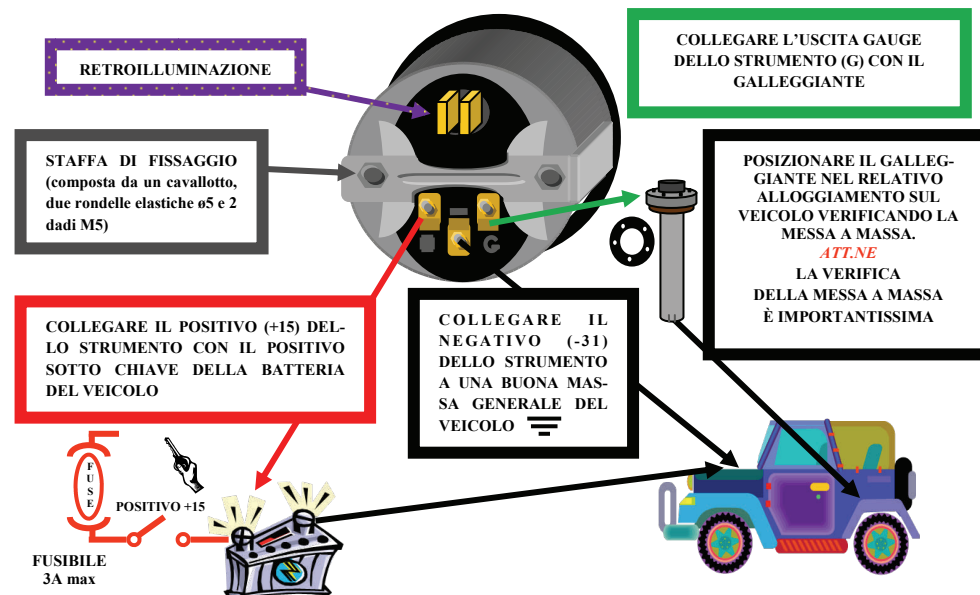 RETROILLUMINAZIONE
COLLEGARE L'USCITA GAUGE
DELLO STRUMENTO (G) CON IL
GALLEGGIANTE
STAFFA DI FISSAGGIO
(composta da un cavallotto,
due rondelle elastiche ø5 e 2
dadi M5)
POSIZIONARE IL GALLEG-
GIANTE NEL RELATIVO
ALLOGGIAMENTO SUL
VEICOLO VERIFICANDO LA
MESSA A MASSA.
ATT.NE
LA VERIFICA
DELLA MESSA A MASSA
È IMPORTANTISSIMA
G
COLLEGARE IL POSITIVO (+15) DEL-
LO STRUMENTO CON IL POSITIVO
SOTTO CHIAVE DELLA BATTERIA
DEL VEICOLO
COLLEGARE IL
NEGATIVO (-31)
DELLO STRUMENTO
A UNA BUONA MAS-
SA GENERALE DEL
VEICOLO
FUSE
POSITIVO +15
FUSIBILE
3A max